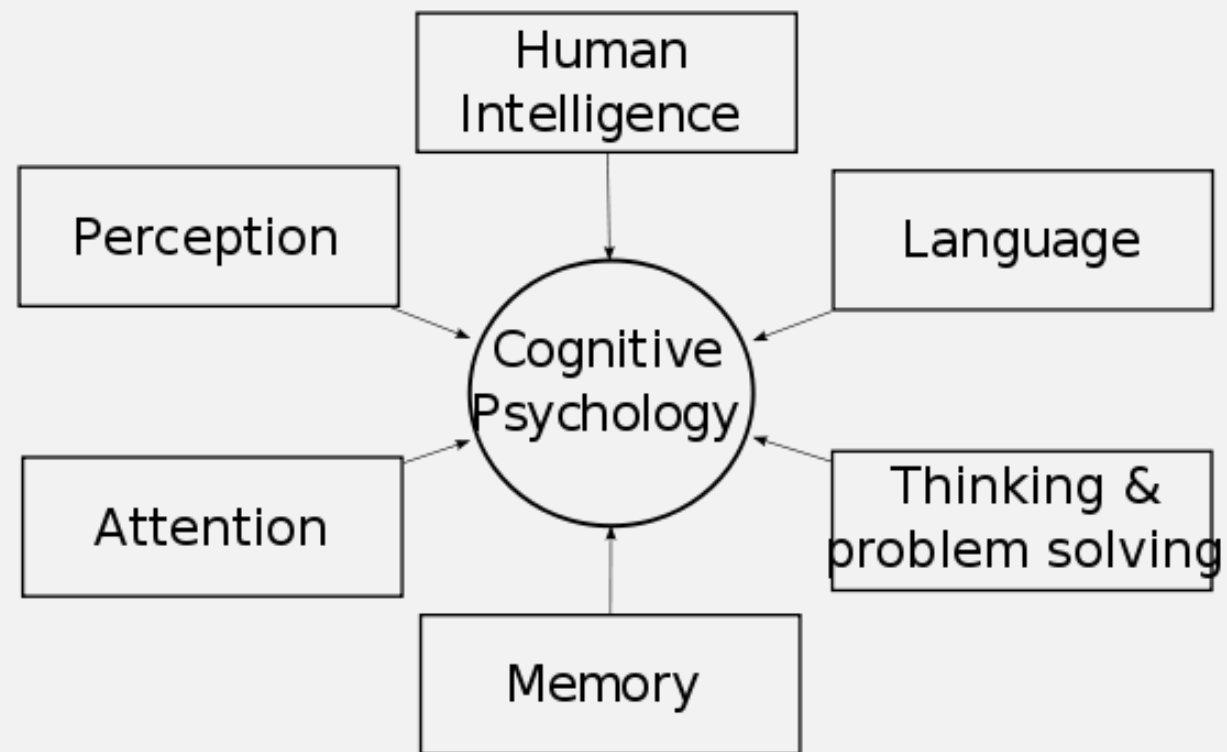 Human
Intelligence
Perception
Language
Cognitive
Psychology
Attention
Thinking &
problem solving
Memory